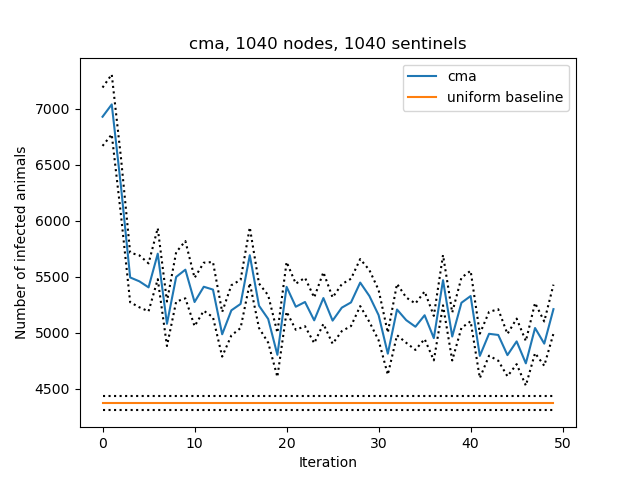 cma, 1040 nodes, 1040 sentinels
cma
uniform baseline
Number of infected animals
7000
6500
6000
5500
5000
4500
0 10 20 30 40 50
Iteration